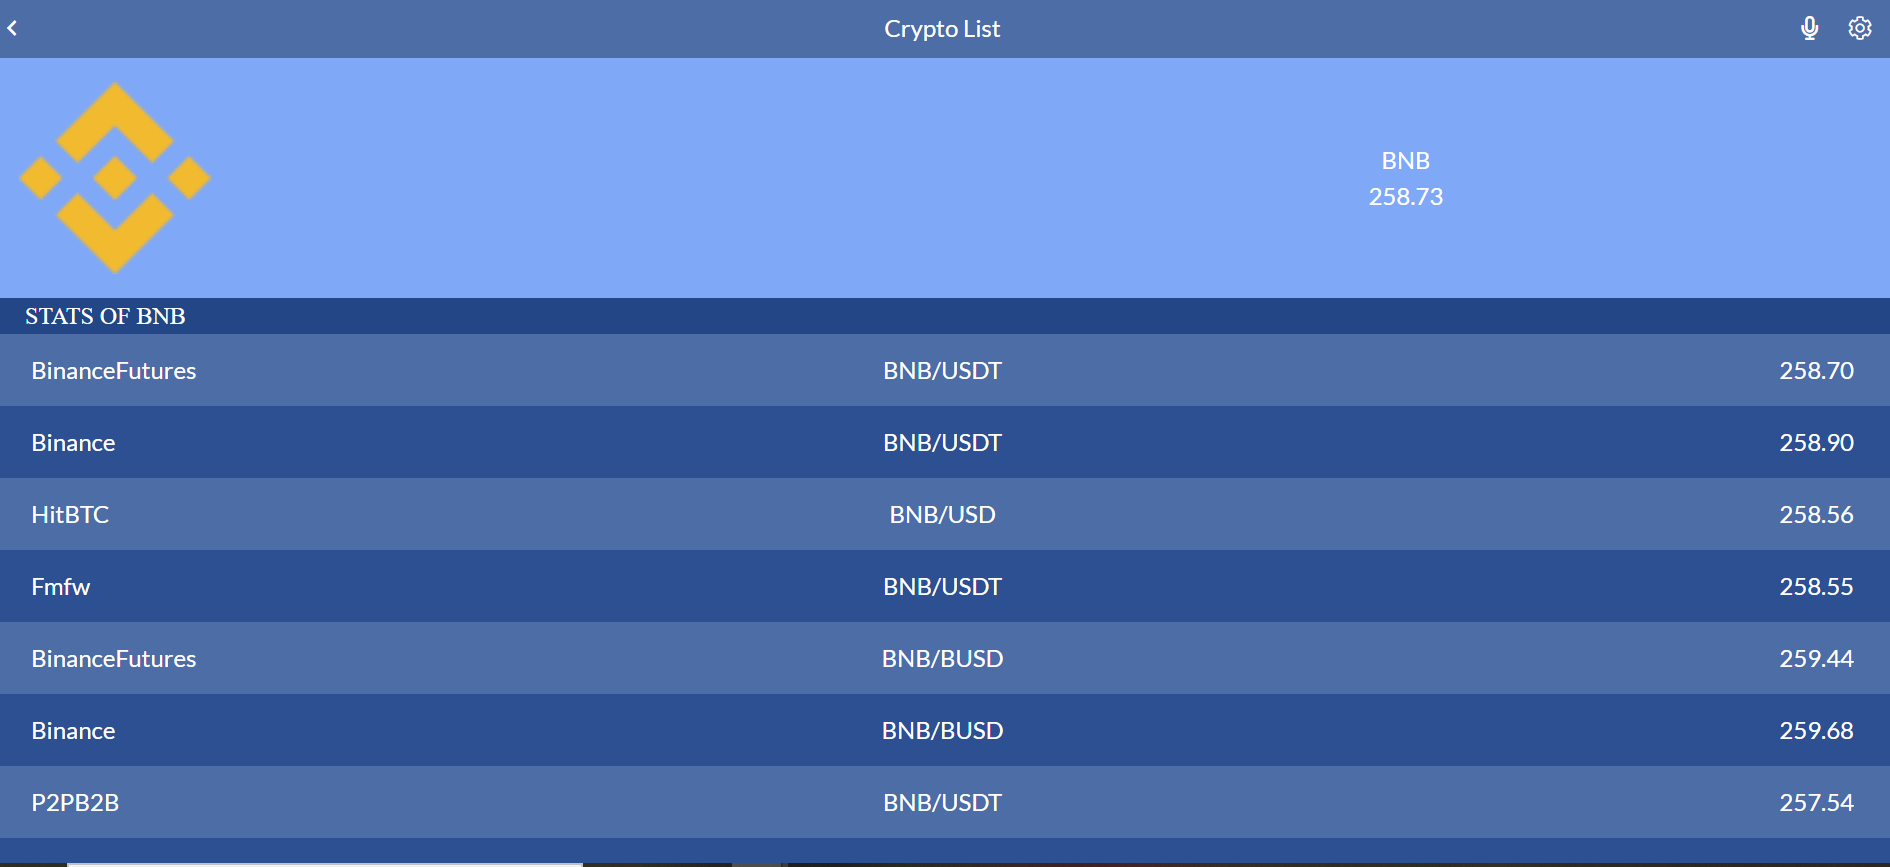 Crypto List
BNB
258.73
STATS OF BNB
BinanceFutures BNB/USDT 258.70
Binance BNB/USDT 258.90
HitBTC BNB/USD 258.56
Fmfw BNB/USDT 258.55
BinanceFutures BNB/BUSD 259.44
Binance BNB/BUSD 259.68
P2PB2B BNB/USDT 257.54